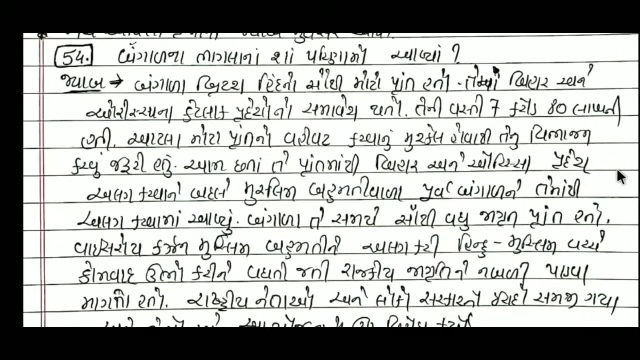 54. બંગાળના ભાગલાનાં શાં પરિણામો આવ્યાં ?
જવાબ → બંગાળા બ્રિટિશ હિંદનો સૌથી મોટો પ્રાંત હતો. તેમાં બિહાર અને
ઓરિસ્સાના કેટલાક પ્રદેશોનો સમાવેશ થતો. તેની વસ્તી 7 કરોડ 80 લાખની
હતી. આટલા મોટા પ્રાંતનો વહીવટ કરવાનું મુશ્કેલ હોવાથી તેનું વિભાજન
કરવું જરૂરી હતું. આમ છતાં તે પ્રાંતમાંથી બિહાર અને ઓરિસ્સા પ્રદેશ
અલગ કરવાને બદલે મુસ્લિમ બહુમતીવાળા પૂર્વ બંગાળને તેમાંથી
અલગ કરવામાં આવ્યું. બંગાળા તે સમયે સૌથી વધુ જાગૃત પ્રાંત હતો.
વાઇસરોય કર્ઝન મુસ્લિમ બહુમતીને અલગ કરી હિન્દુ-મુસ્લિમ વચ્ચે
કોમવાદ ઊભો કરીને વધતી જતી રાજકીય જાગૃતિને નબળી પાડવા
માગતો હતો. રાષ્ટ્રીય નેતાઓ અને લોકો સરકારનો ઇરાદો સમજી ગયા